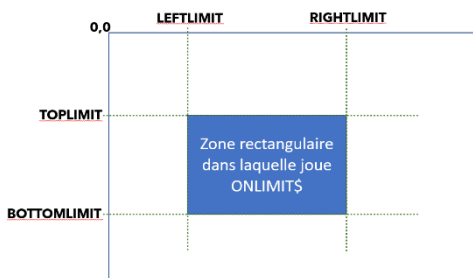 LEFTLIMIT
RIGHTLIMIT
0,0
TOPLIMIT
Zone rectangulaire
dans laquelle joue
ONLIMIT$
BOTTOMLIMIT